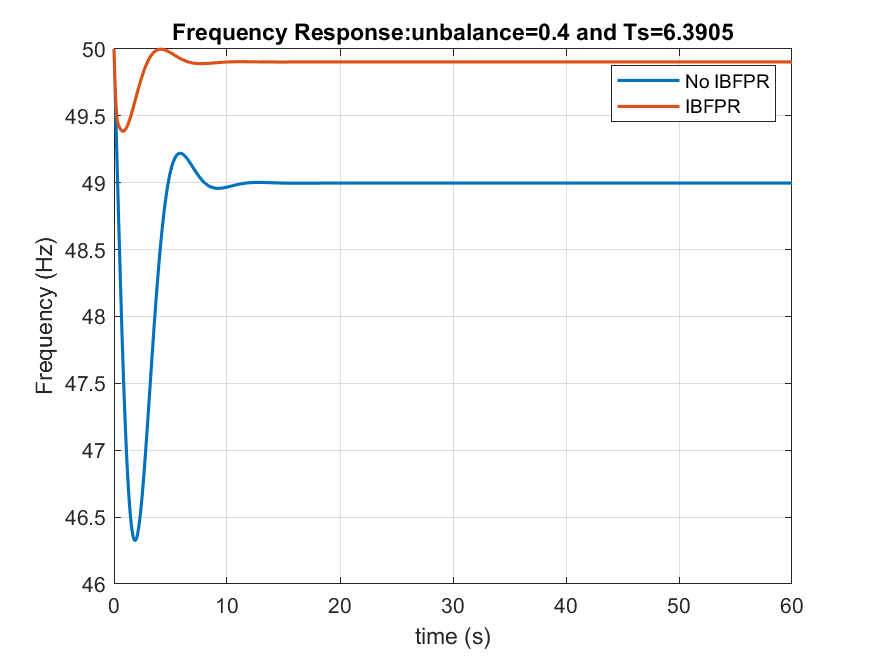 Frequency Response:unbalance=0.4 and Ts=6.3905
50
49.5
49
48.5
48
47.5
47
46.5
46
Frequency (Hz)
No IBFPR
IBFPR
0 10 20 30 40 50 60
time (s)